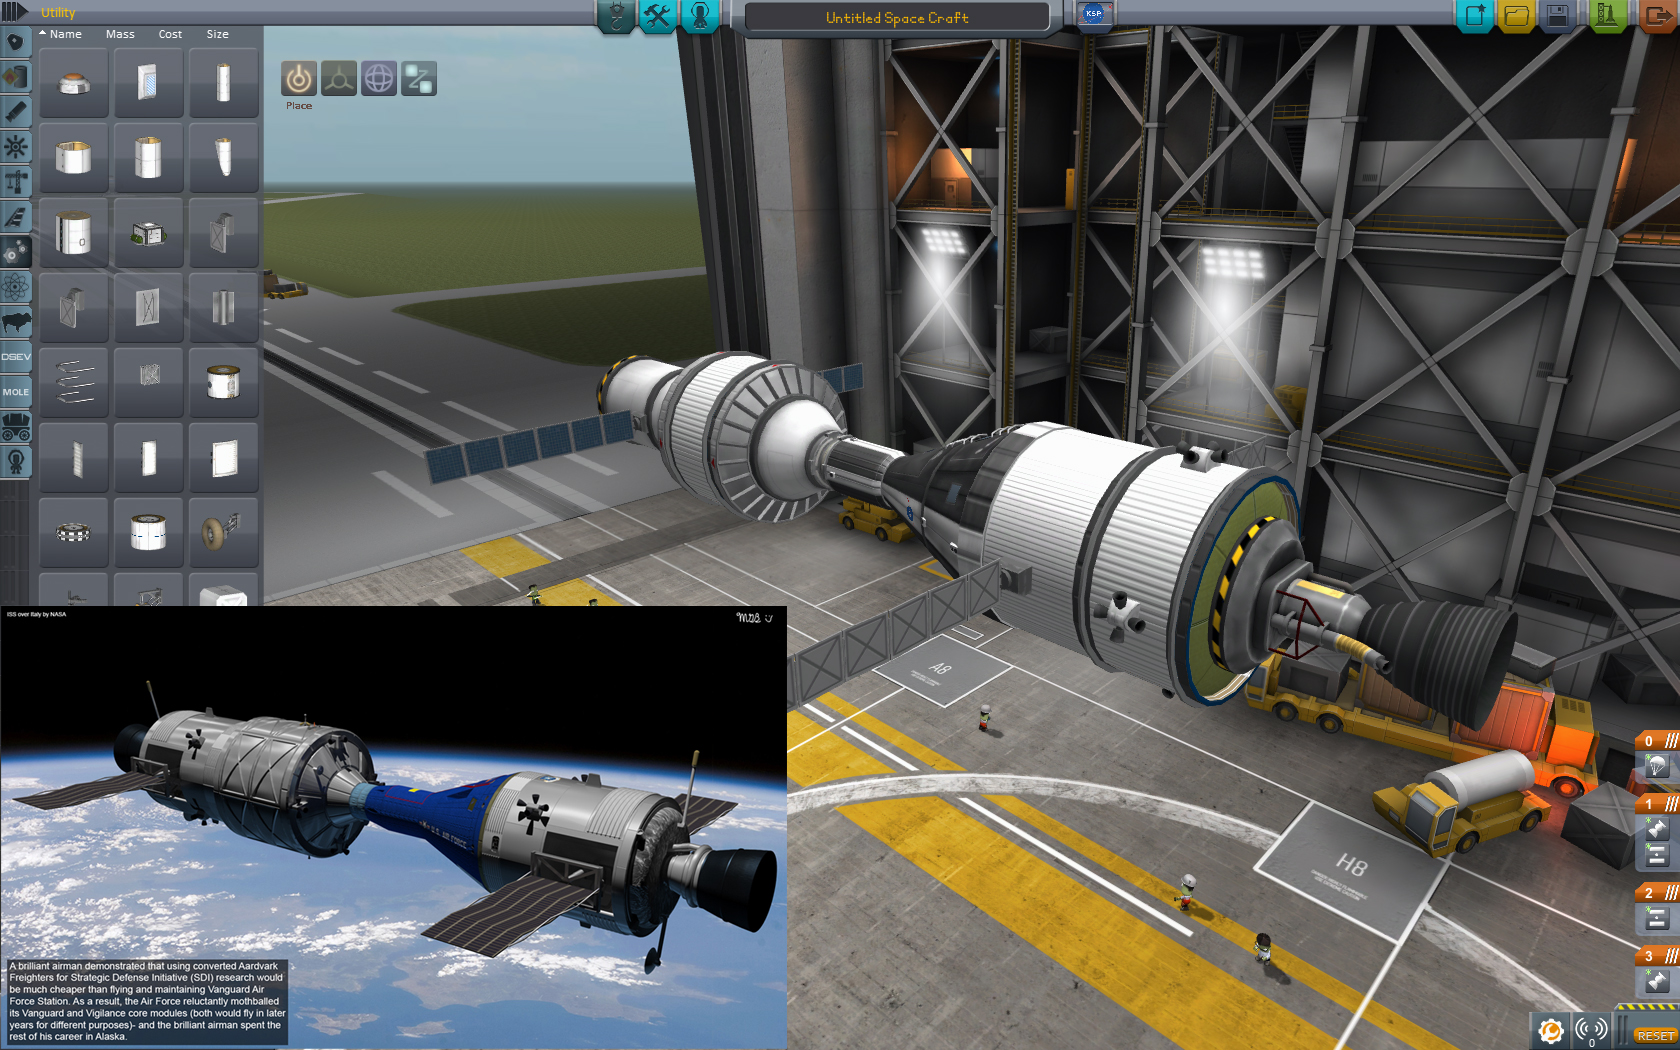 Utility
Untitled Space Craft
KSP
Name Mass Cost Size
Place
DSEV
MOLE
A8
H8
0
1
2
3
0
RESET
ISS over Italy by NASA
U.S. AIR FORCE
A brilliant airman demonstrated that using converted Aardvark
Freighters for Strategic Defense Initiative (SDI) research would
be much cheaper than flying and maintaining Vanguard Air
Force Station. As a result, the Air Force reluctantly mothballed
its Vanguard and Vigilance core modules (both would fly in later
years for different purposes)- and the brilliant airman spent the
rest of his career in Alaska.